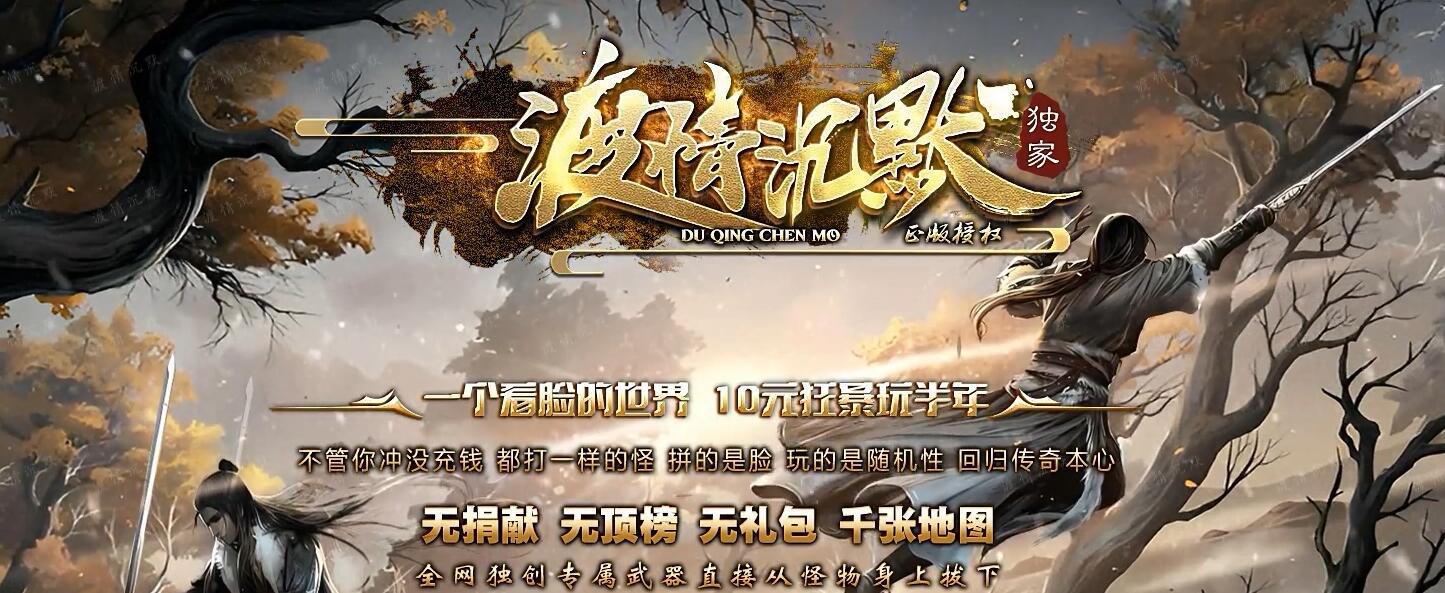 渡情沉默
独家
DU QING CHEN MO 正版授权
一个看脸的世界 10元狂暴玩半年
不管你冲没充钱 都打一样的怪 拼的是脸 玩的是随机性 回归传奇本心
无捐献 无顶榜 无礼包 千张地图
全网独创专属武器直接从怪物身上拔下